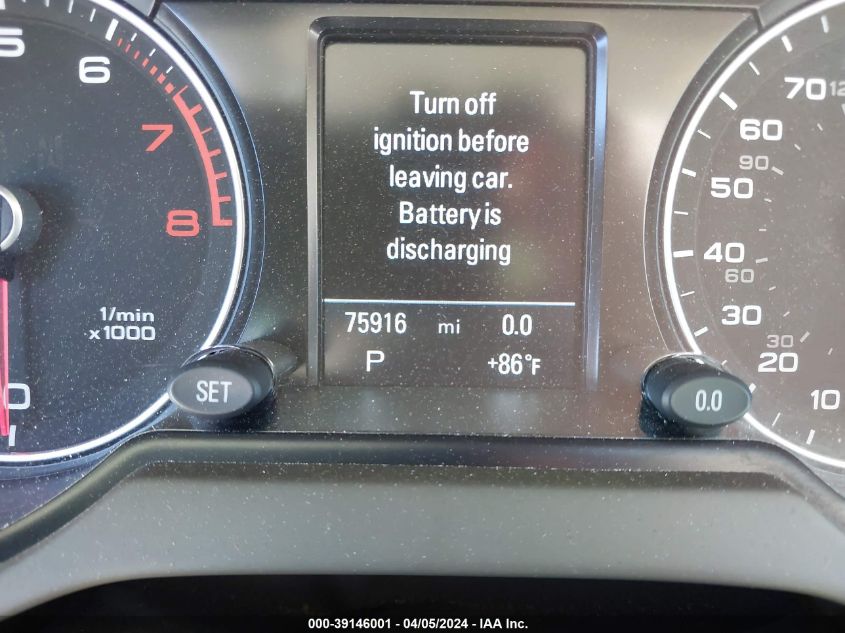 5
6
7
8
1/min
x1000
0
Turn off
ignition before
leaving car.
Battery is
discharging
75916 mi 0.0
P +86°F
SET
0.0
70
60
90
50
40
60
30
30
20
10
000-39146001 - 04/05/2024 - IAA Inc.